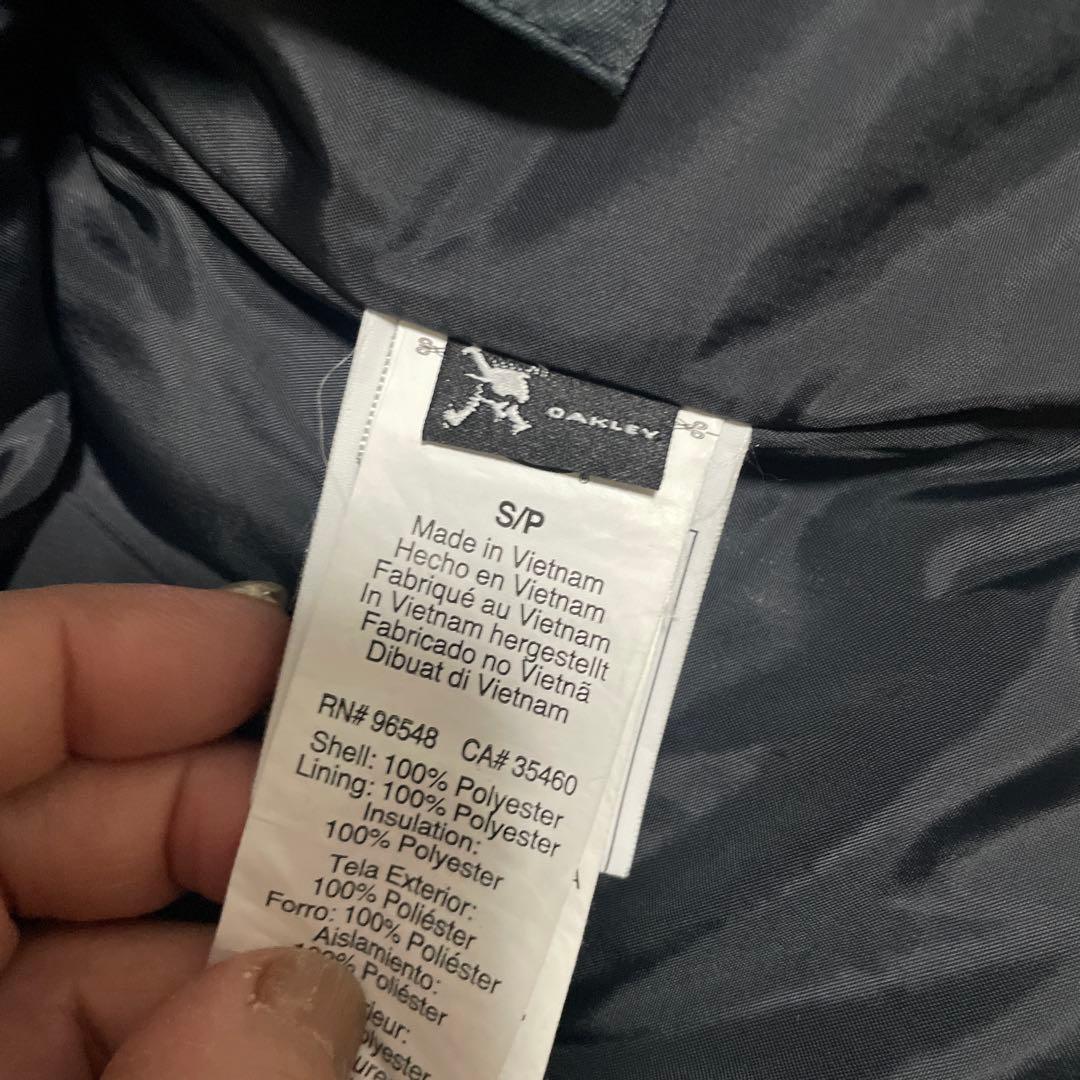 OAKLEY
S/P
Made in Vietnam
Hecho en Vietnam
Fabriqué au Vietnam
In Vietnam hergestellt
Fabricado no Vietnã
Dibuat di Vietnam
RN# 96548 CA# 35460
Shell: 100% Polyester
Lining: 100% Polyester
Insulation:
100% Polyester
Tela Exterior:
100% Poliéster
Forro: 100% Poliéster
Aislamiento:
100% Poliéster